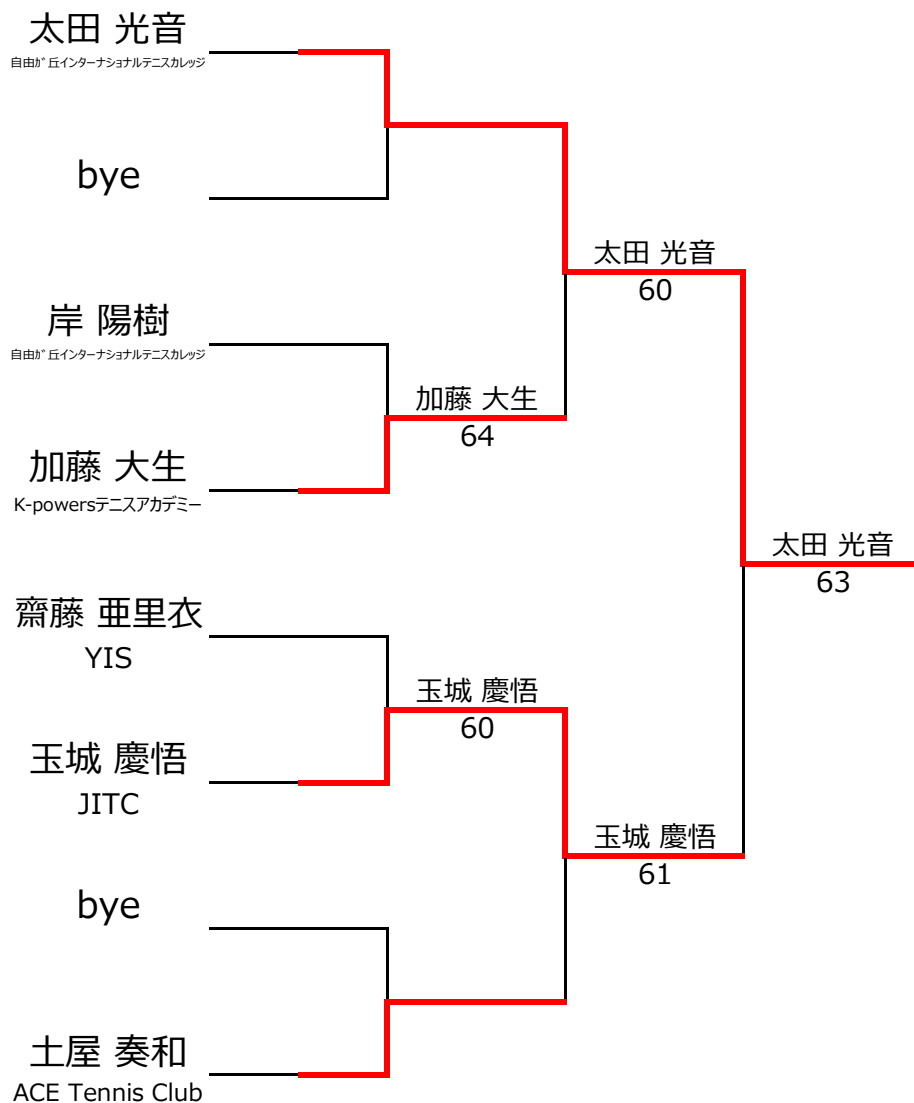 太田 光音
自由が丘インターナショナルテニスカレッジ
bye
岸 陽樹
自由が丘インターナショナルテニスカレッジ
加藤 大生
K-powersテニスアカデミー
齋藤 亜里衣
YIS
玉城 慶悟
JITC
bye
土屋 奏和
ACE Tennis Club
加藤 大生
64
玉城 慶悟
60
太田 光音
60
玉城 慶悟
61
太田 光音
63